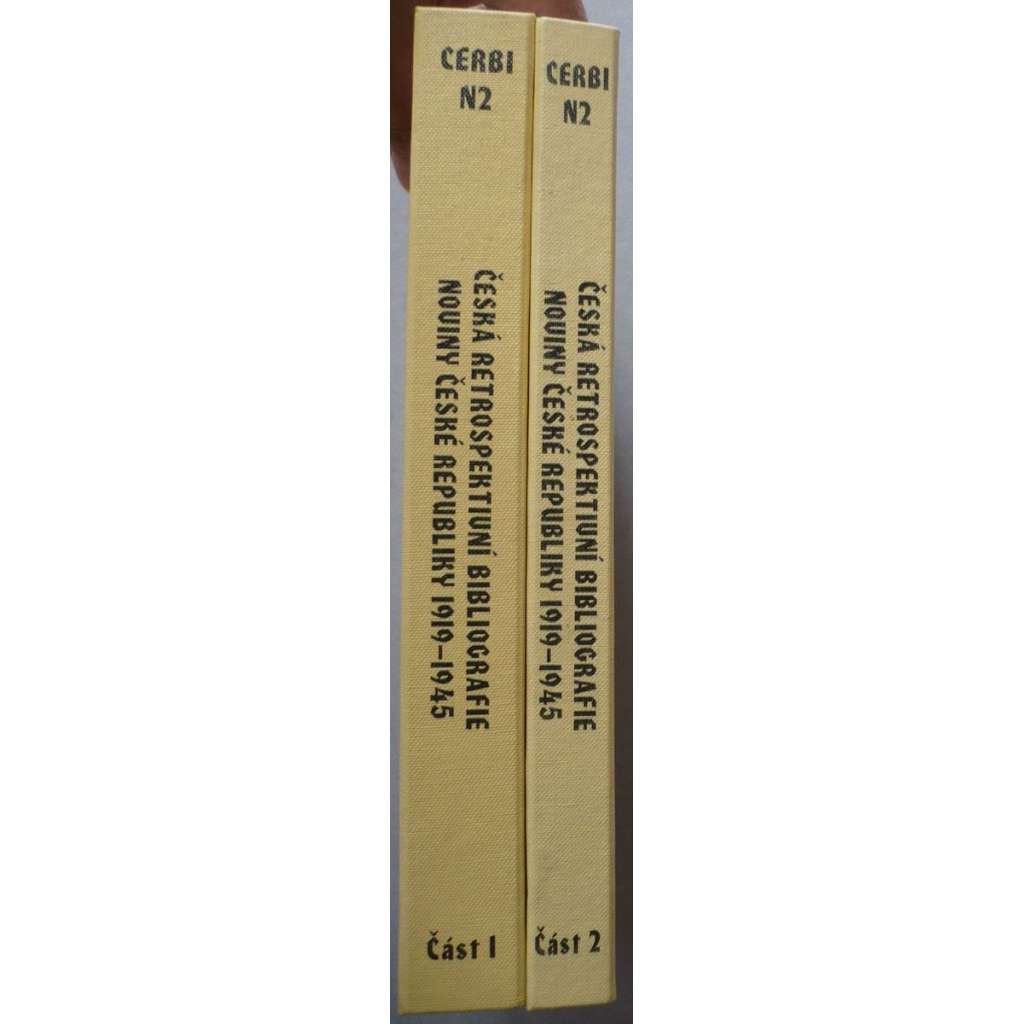 CERBI
N2
ČESKÁ RETROSPEKTIVNÍ BIBLIOGRAFIE
NOVINY ČESKÉ REPUBLIKY 1919–1945
Část 1
CERBI
N2
ČESKÁ RETROSPEKTIVNÍ BIBLIOGRAFIE
NOVINY ČESKÉ REPUBLIKY 1919–1945
Část 2